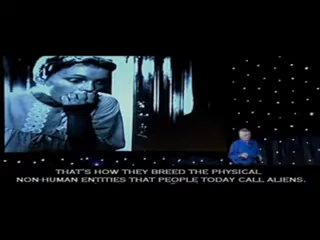 THAT'S HOW THEY BREED THE PHYSICAL
NON-HUMAN ENTITIES THAT PEOPLE TODAY CALL ALIENS.